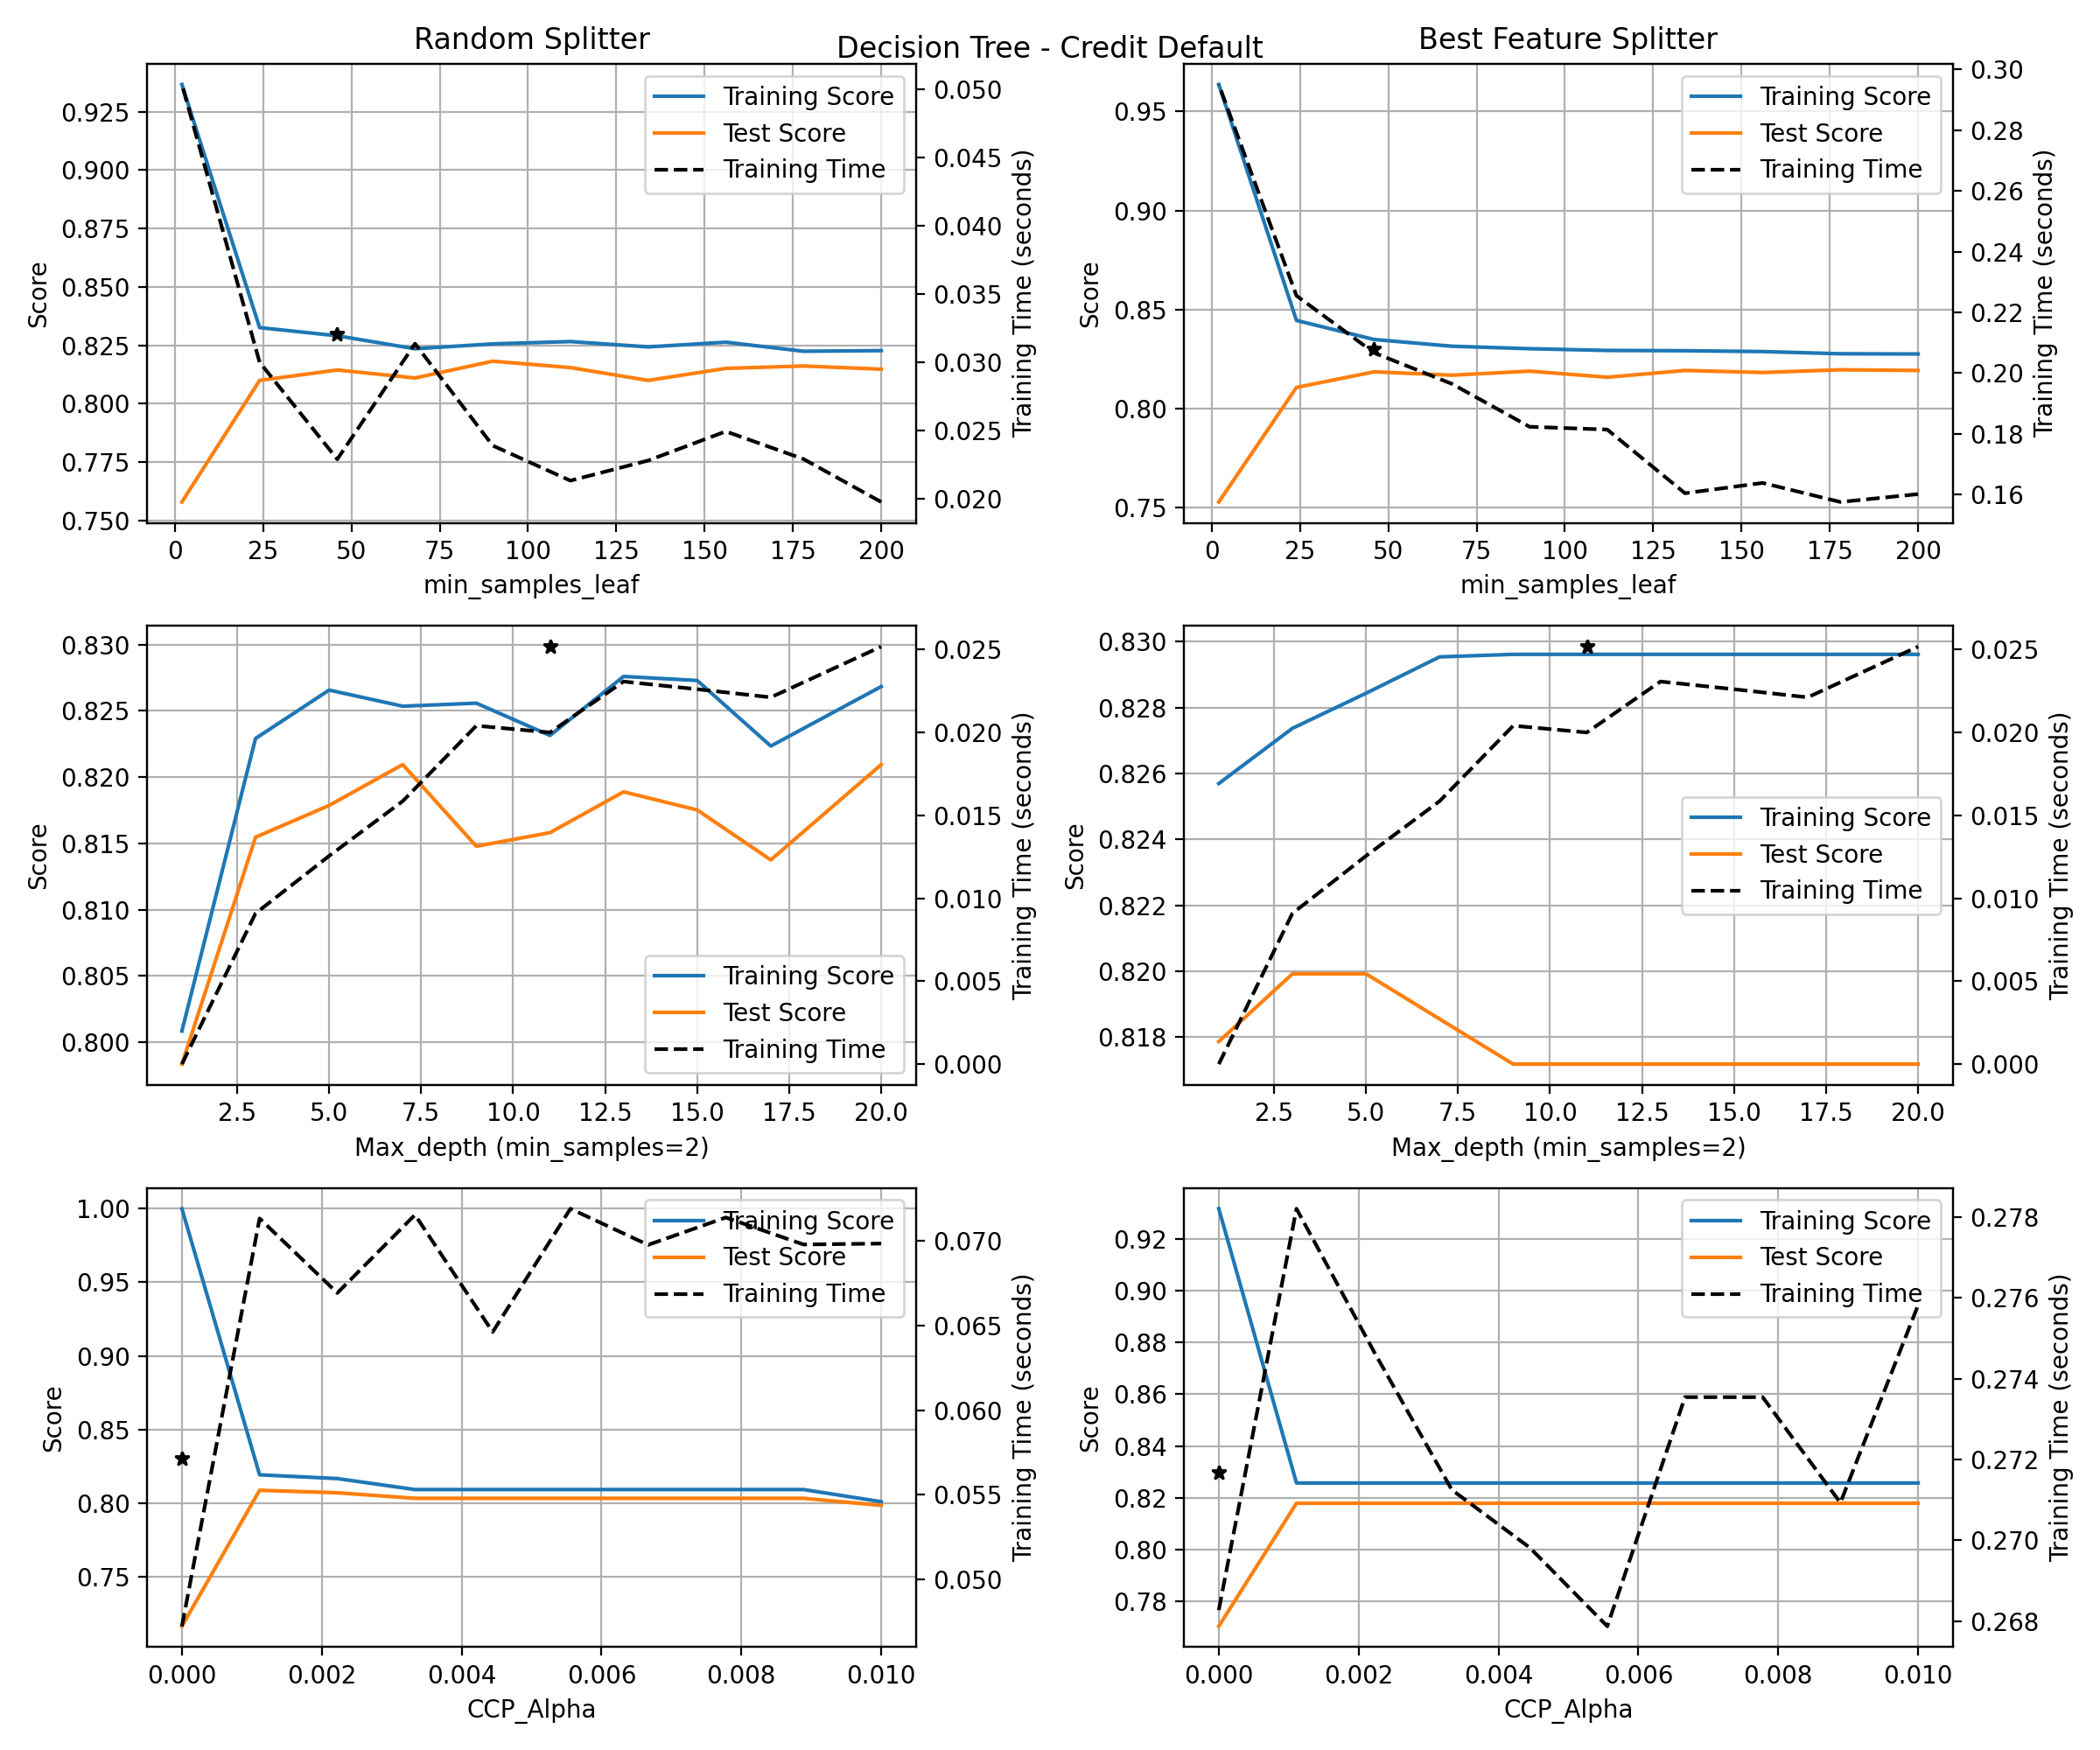 Decision Tree - Credit Default
Random Splitter
0.925
0.900
0.875
0.850
0.825
0.800
0.775
0.750
Score
Training Score
Test Score
Training Time
0.050
0.045
0.040
0.035
0.030
0.025
0.020
Training Time (seconds)
0 25 50 75 100 125 150 175 200
min_samples_leaf
Best Feature Splitter
0.95
0.90
0.85
0.80
0.75
Score
Training Score
Test Score
Training Time
0.30
0.28
0.26
0.24
0.22
0.20
0.18
0.16
Training Time (seconds)
0 25 50 75 100 125 150 175 200
min_samples_leaf
0.830
0.825
0.820
0.815
0.810
0.805
0.800
Score
Training Score
Test Score
Training Time
0.025
0.020
0.015
0.010
0.005
0.000
Training Time (seconds)
2.5 5.0 7.5 10.0 12.5 15.0 17.5 20.0
Max_depth (min_samples=2)
0.830
0.828
0.826
0.824
0.822
0.820
0.818
Score
Training Score
Test Score
Training Time
0.025
0.020
0.015
0.010
0.005
0.000
Training Time (seconds)
2.5 5.0 7.5 10.0 12.5 15.0 17.5 20.0
Max_depth (min_samples=2)
1.00
0.95
0.90
0.85
0.80
0.75
Score
Training Score
Test Score
Training Time
0.070
0.065
0.060
0.055
0.050
Training Time (seconds)
0.000 0.002 0.004 0.006 0.008 0.010
CCP_Alpha
0.92
0.90
0.88
0.86
0.84
0.82
0.80
0.78
Score
Training Score
Test Score
Training Time
0.278
0.276
0.274
0.272
0.270
0.268
Training Time (seconds)
0.000 0.002 0.004 0.006 0.008 0.010
CCP_Alpha